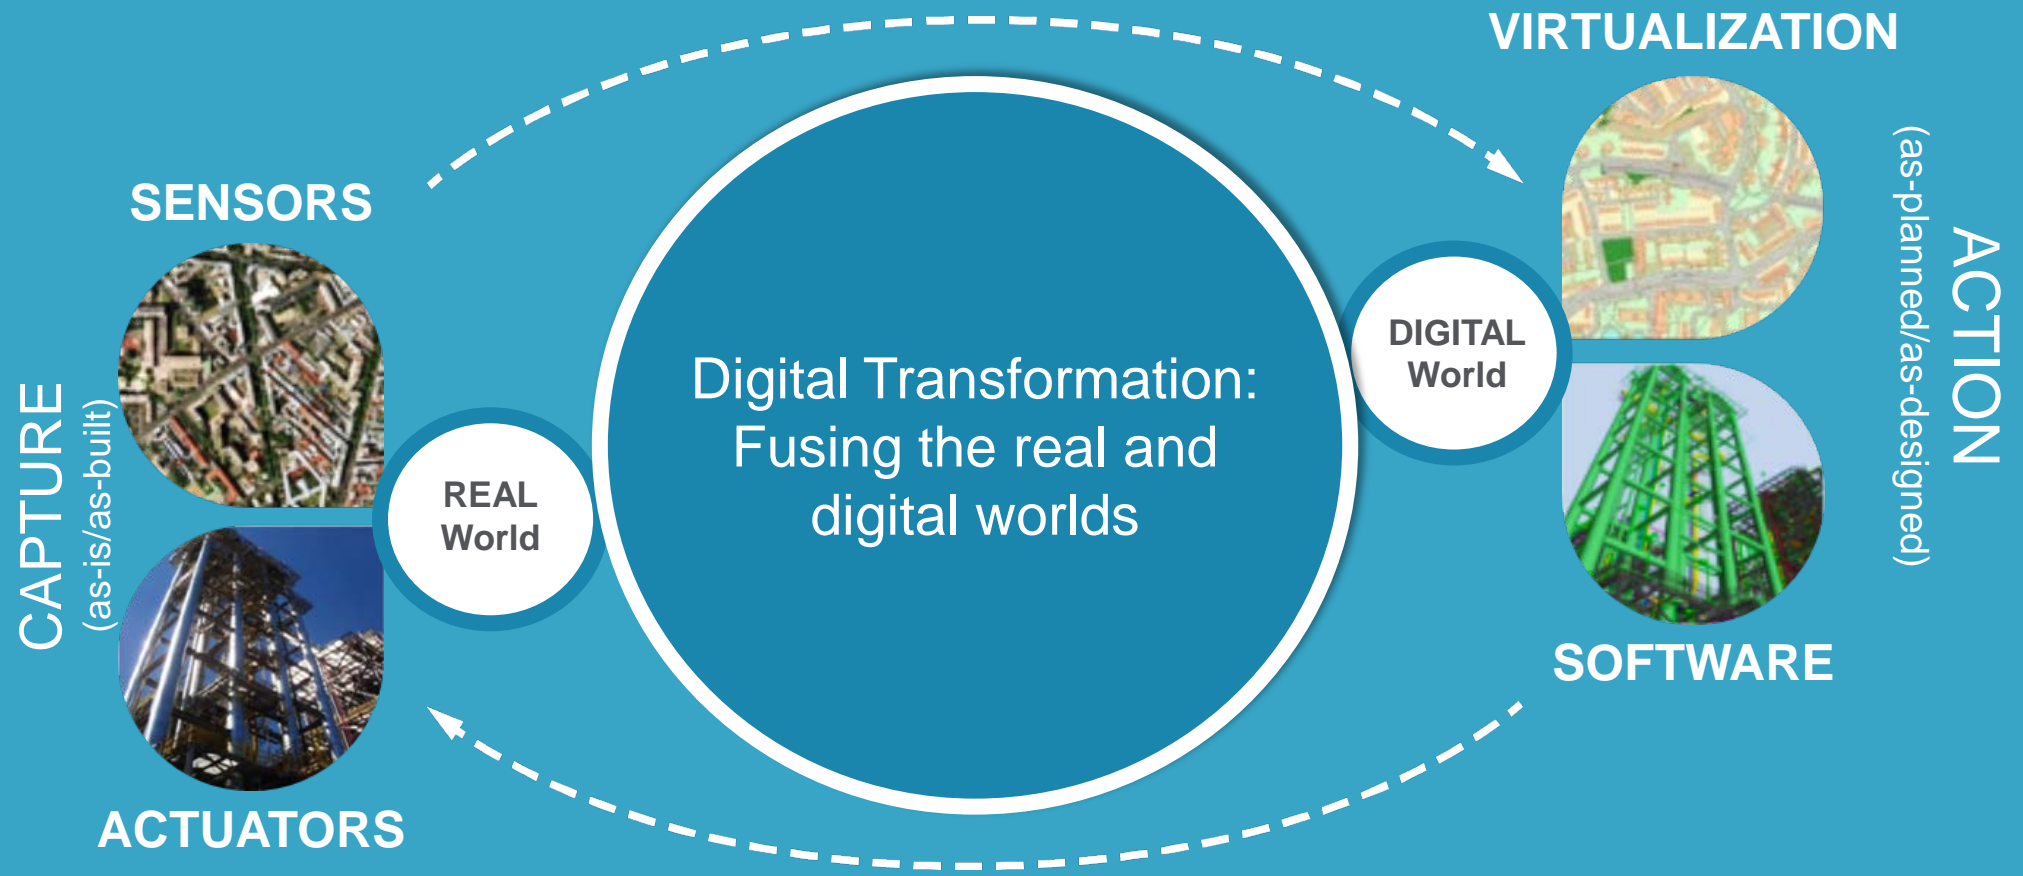 VIRTUALIZATION
SENSORS
CAPTURE
(as-is/as-built)
REAL
World
ACTUATORS
Digital Transformation:
Fusing the real and
digital worlds
DIGITAL
World
ACTION
(as-planned/as-designed)
SOFTWARE